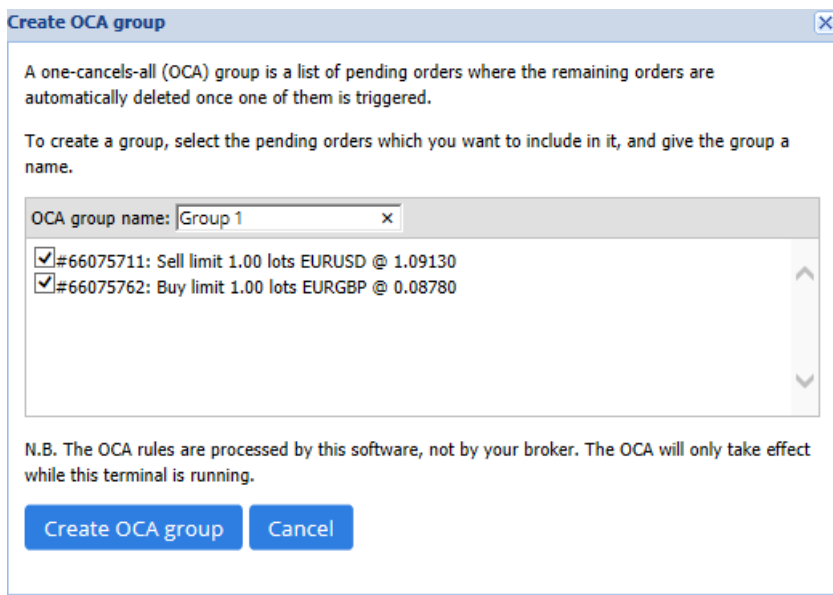 Create OCA group
A one-cancels-all (OCA) group is a list of pending orders where the remaining orders are
automatically deleted once one of them is triggered.
To create a group, select the pending orders which you want to include in it, and give the group a
name.
OCA group name: Group 1
#66075711: Sell limit 1.00 lots EURUSD @ 1.09130
#66075762: Buy limit 1.00 lots EURGBP @ 0.08780
N.B. The OCA rules are processed by this software, not by your broker. The OCA will only take effect
while this terminal is running.
Create OCA group Cancel